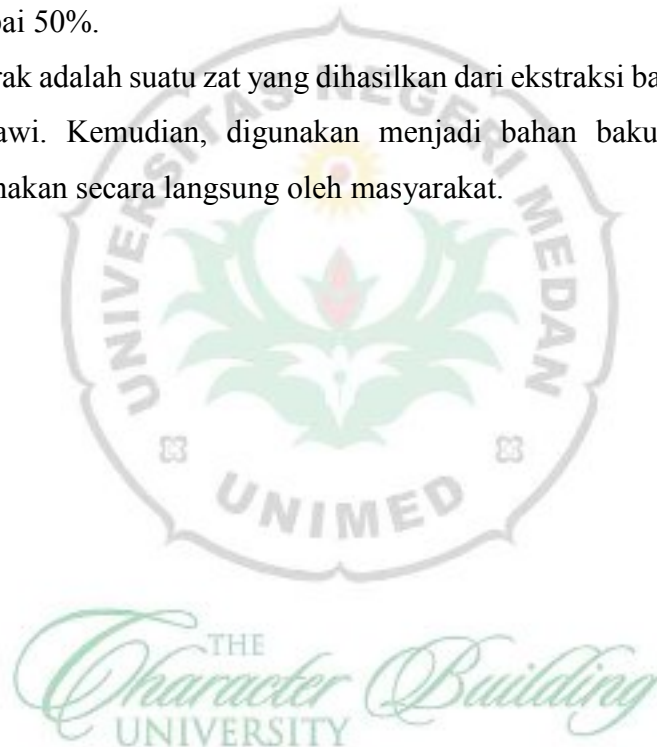 pai 50%.
rak adalah suatu zat yang dihasilkan dari ekstraksi ba
awi. Kemudian, digunakan menjadi bahan baku
nakan secara langsung oleh masyarakat.
UNIVERSITAS NEGERI MEDAN
UNIMED
THE
Character Building
UNIVERSITY